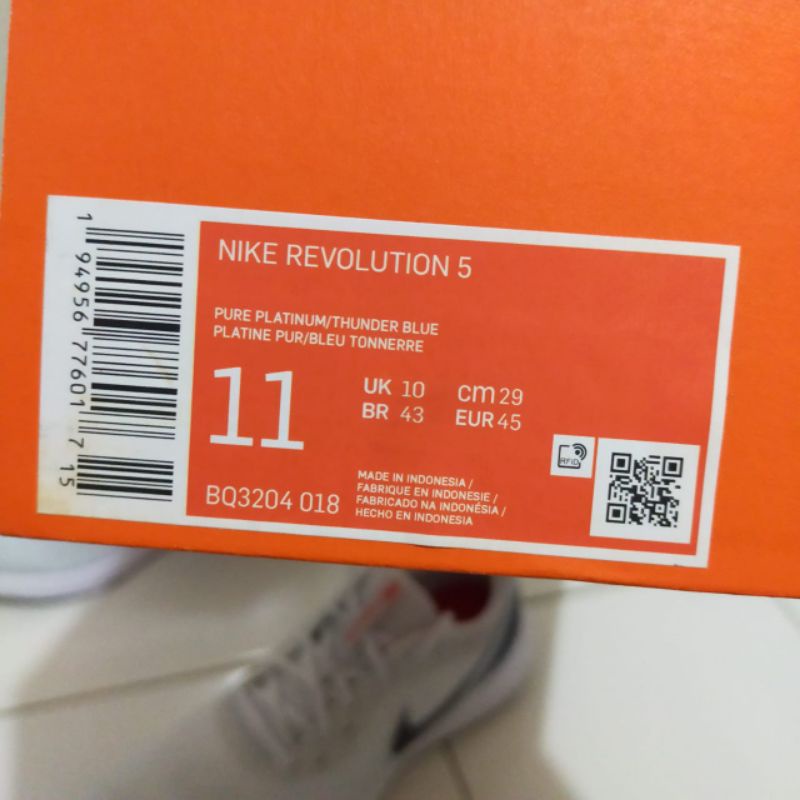 NIKE REVOLUTION 5
PURE PLATINUM/THUNDER BLUE
PLATINE PUR/BLEU TONNERRE
11
UK 10 cm 29
BR 43 EUR 45
BQ3204 018
MADE IN INDONESIA /
FABRIQUE EN INDONESIE /
FABRICADO NA INDONÉSIA /
HECHO EN INDONESIA
RFID
1 94956 77601 7 15